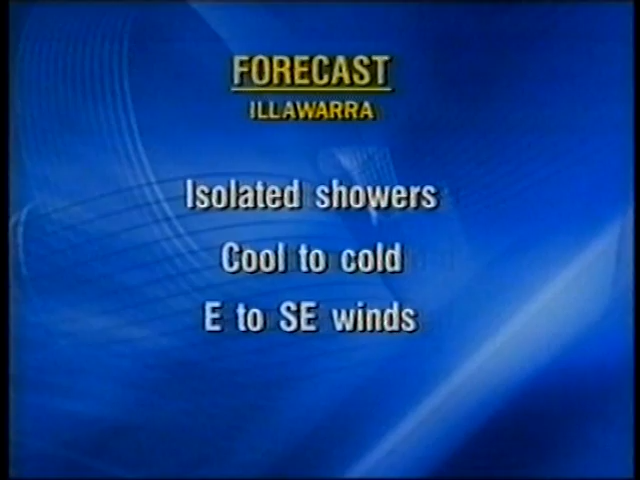 FORECAST
ILLAWARRA
Isolated showers
Cool to cold
E to SE winds